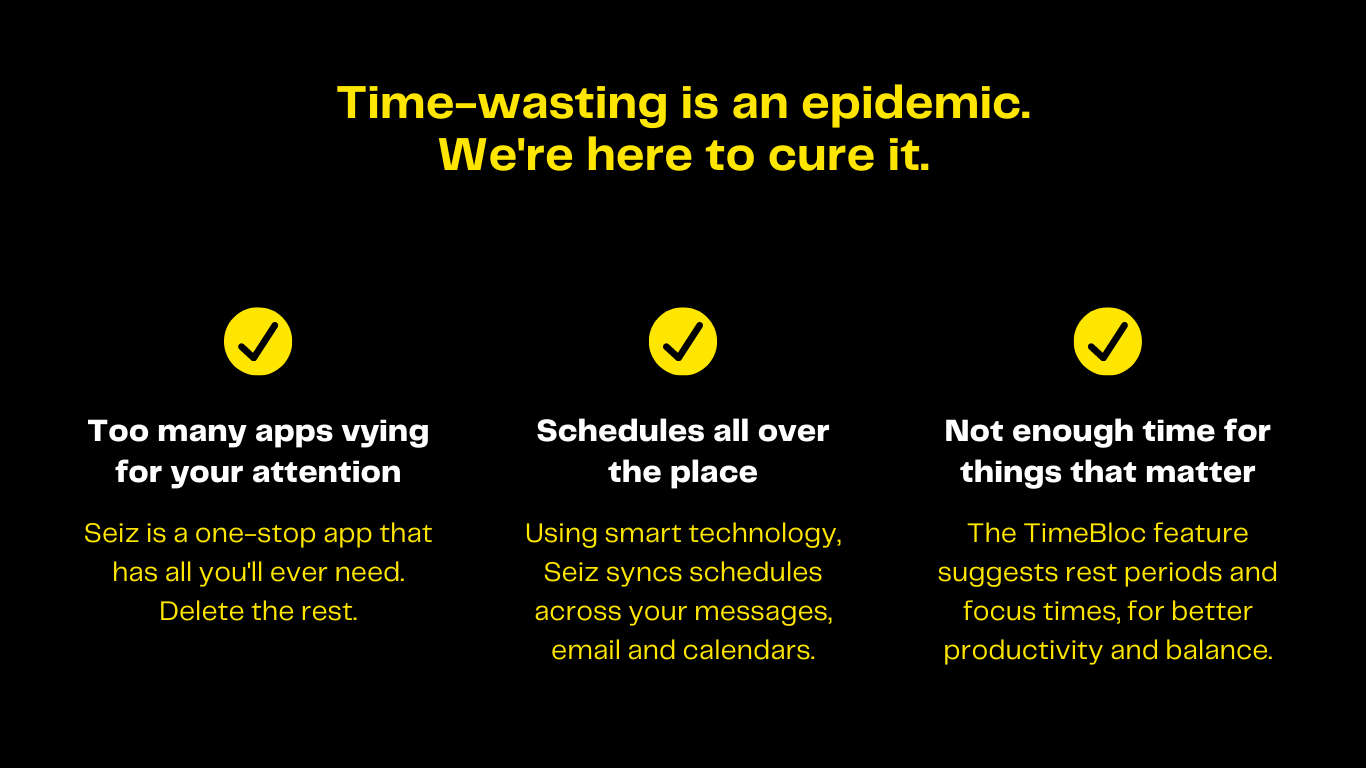 Time-wasting is an epidemic.
We're here to cure it.
Too many apps vying
for your attention
Seiz is a one-stop app that
has all you'll ever need.
Delete the rest.
Schedules all over
the place
Using smart technology,
Seiz syncs schedules
across your messages,
email and calendars.
Not enough time for
things that matter
The TimeBloc feature
suggests rest periods and
focus times, for better
productivity and balance.